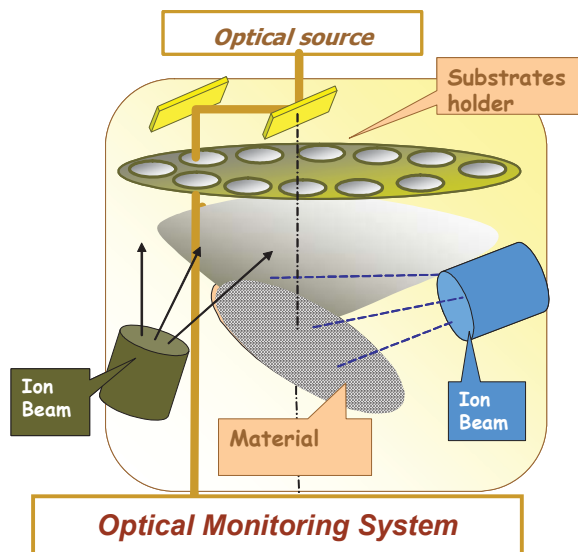 Optical source
Substrates
holder
Ion
Beam
Material
Ion
Beam
Optical Monitoring System